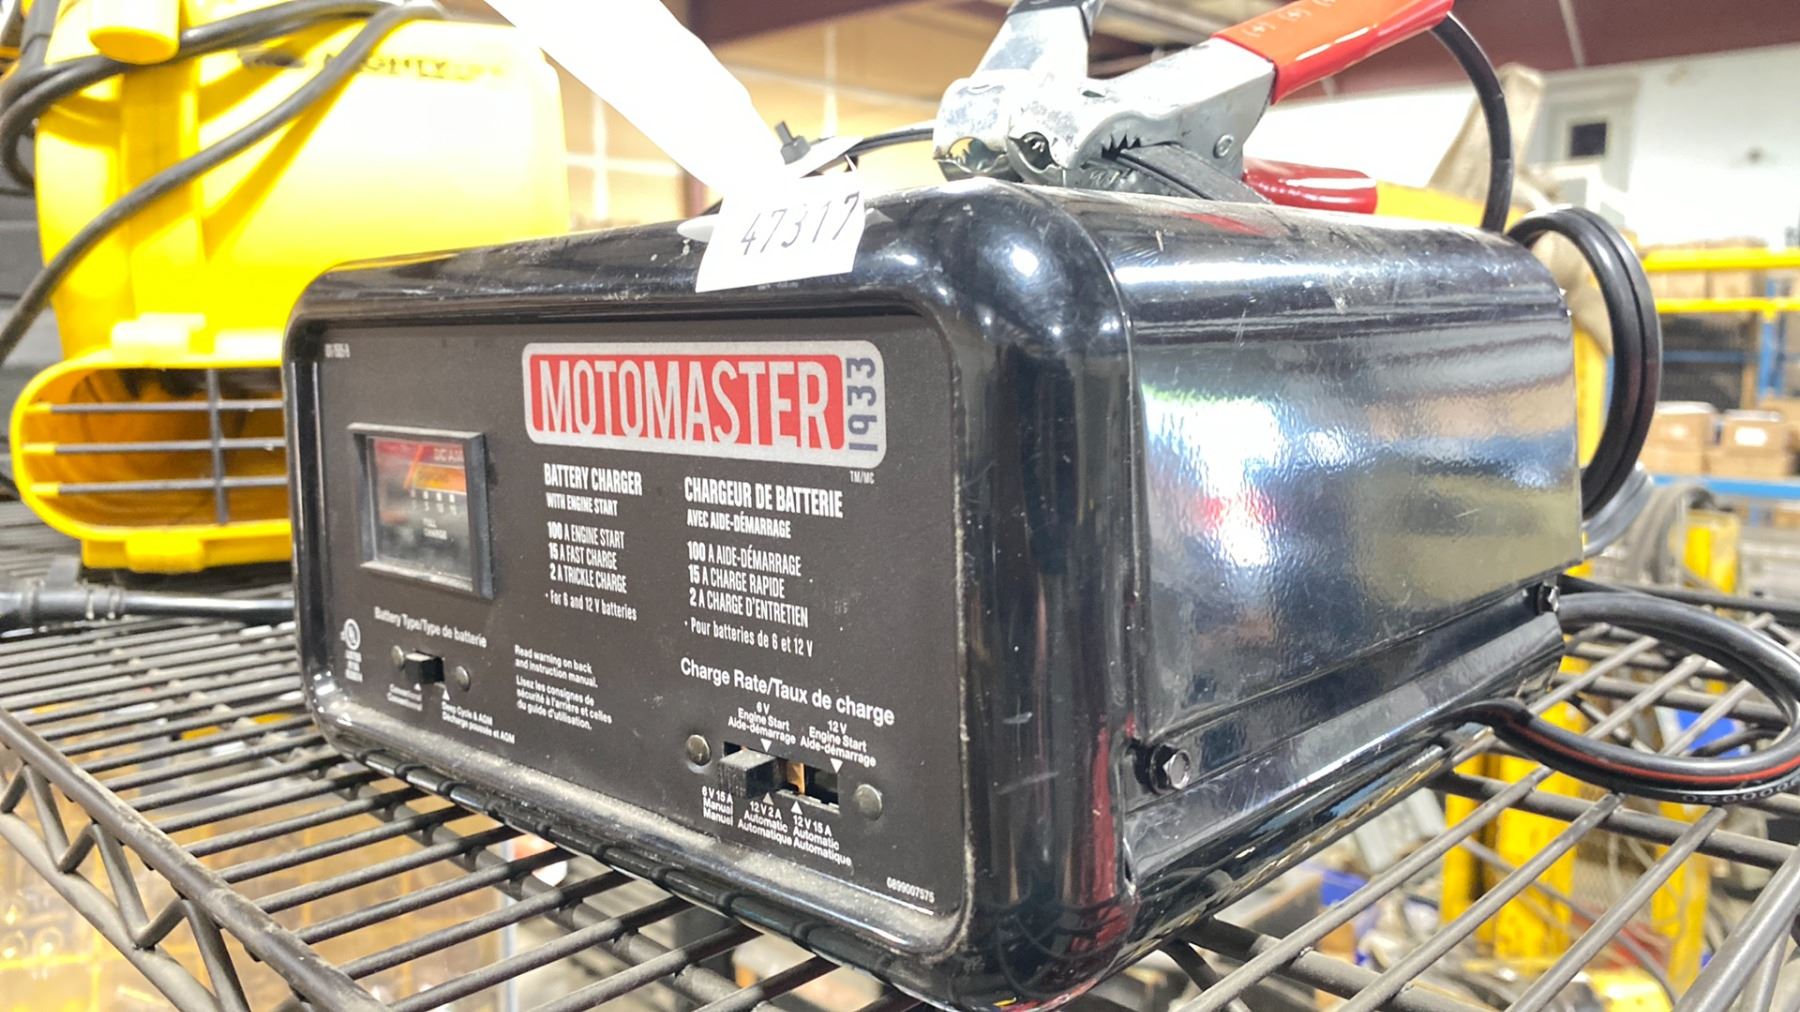 47317
MOTOMASTER
1933
TM/MC
BATTERY CHARGER
WITH ENGINE START
100 A ENGINE START
15 A FAST CHARGE
2 A TRICKLE CHARGE
• For 6 and 12 V batteries
CHARGEUR DE BATTERIE
AVEC AIDE-DÉMARRAGE
100 A AIDE-DÉMARRAGE
15 A CHARGE RAPIDE
2 A CHARGE D'ENTRETIEN
• Pour batteries de 6 et 12 V
Battery Type/Type de batterie
Deep Cycle & AGM
Décharge poussée et AGM
Read warning on back
and instruction manual.
Lisez les consignes de
sécurité à l'arrière et celles
du guide d'utilisation.
Charge Rate/Taux de charge
6 V
Engine Start
Aide-démarrage
12 V
Engine Start
Aide-démarrage
6 V 15 A
Manual
Manuel
12 V 2 A
Automatic
Automatique
12 V 15 A
Automatic
Automatique
0899007575